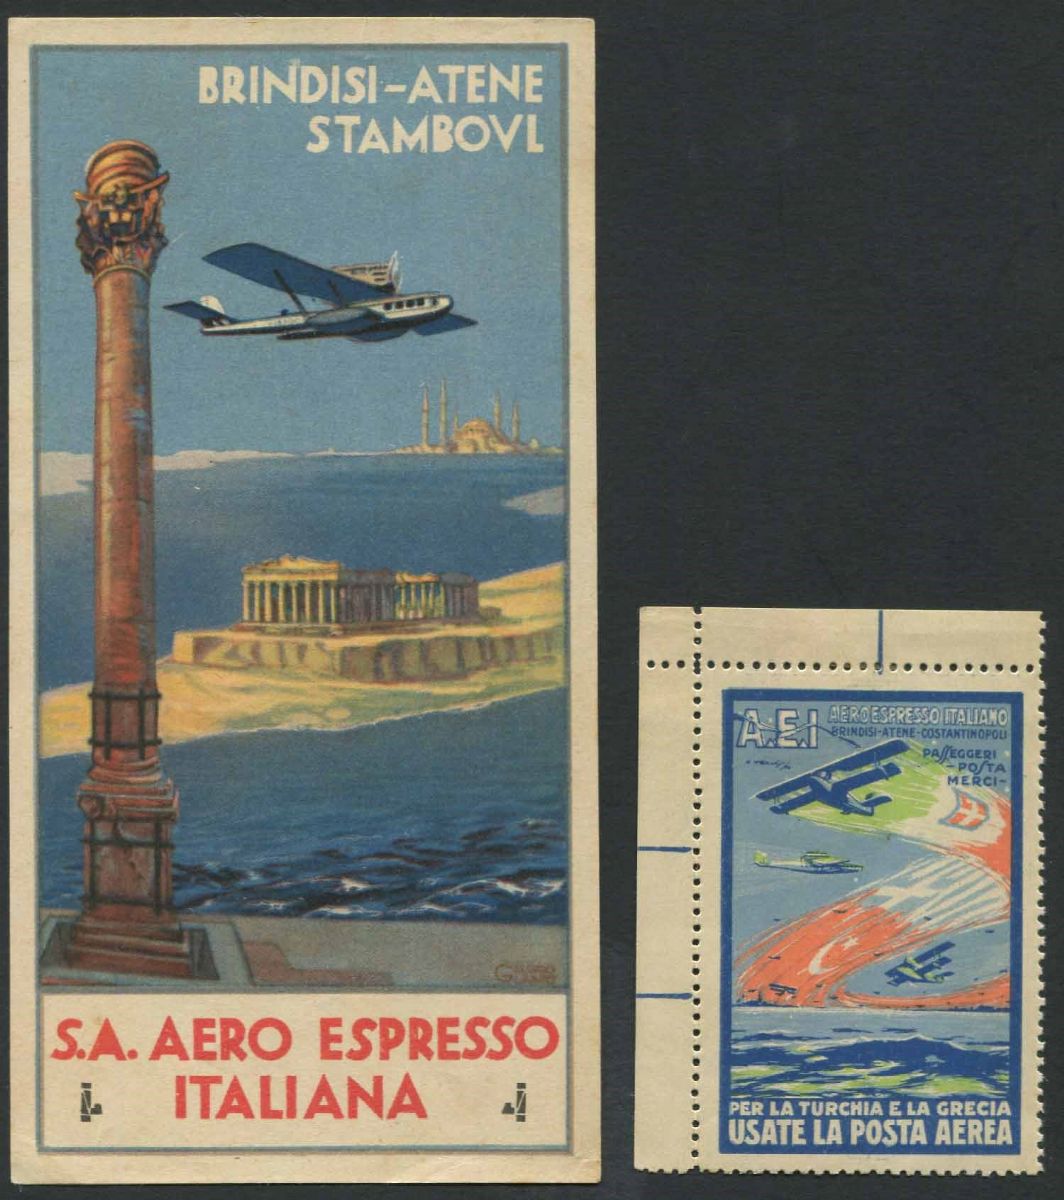 BRINDISI-ATENE
STAMBOVL
S.A. AERO ESPRESSO
ITALIANA
A.E.I
AERO ESPRESSO ITALIANO
BRINDISI-ATENE-COSTANTINOPOLI
PASSEGGERI
-POSTA
MERCI-
PER LA TURCHIA E LA GRECIA
USATE LA POSTA AEREA